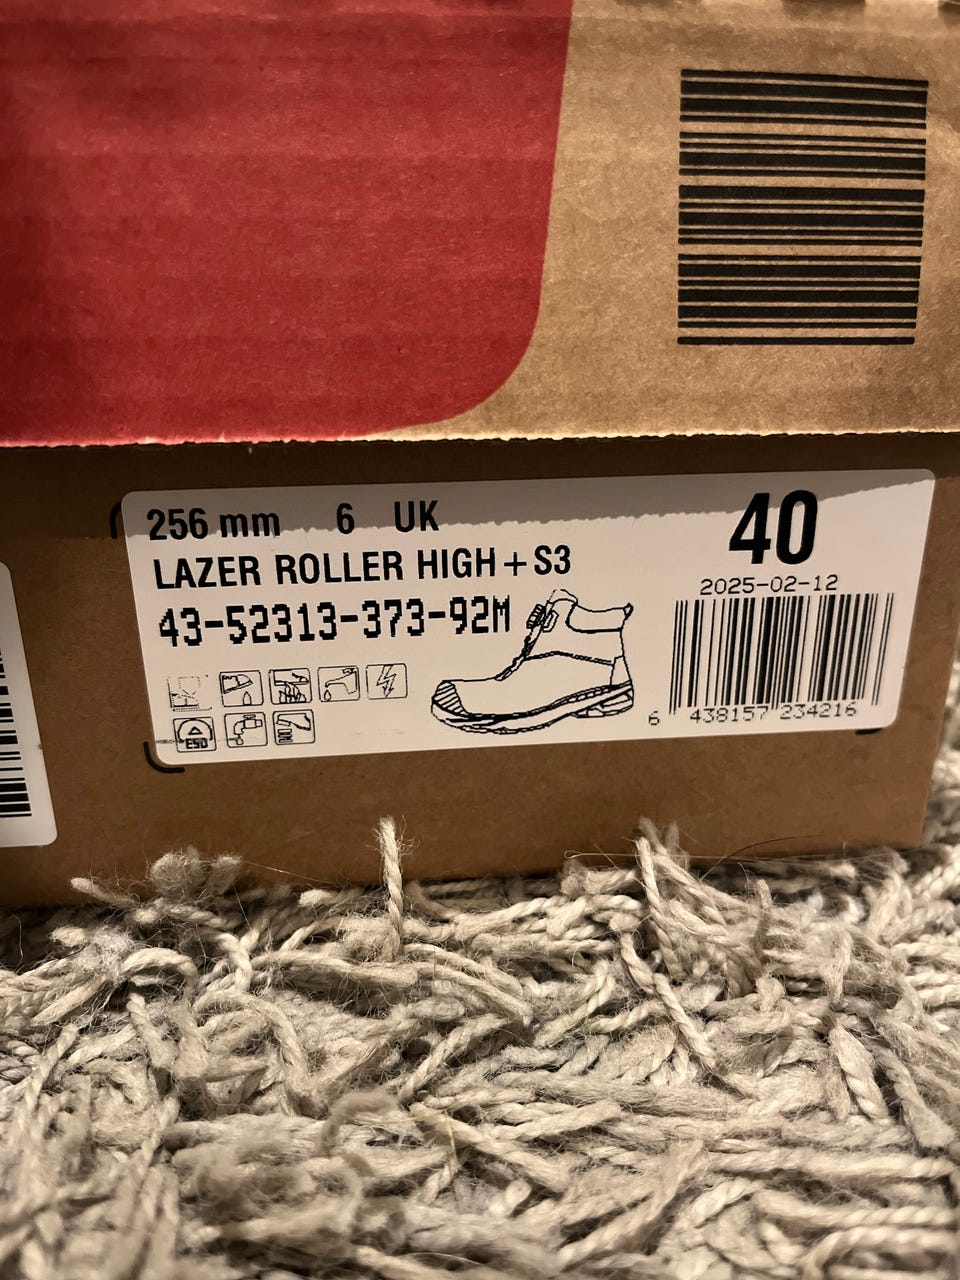 256 mm 6 UK
40
LAZER ROLLER HIGH+S3
2025-02-12
43-52313-373-92M
ESD
6 438157 234216